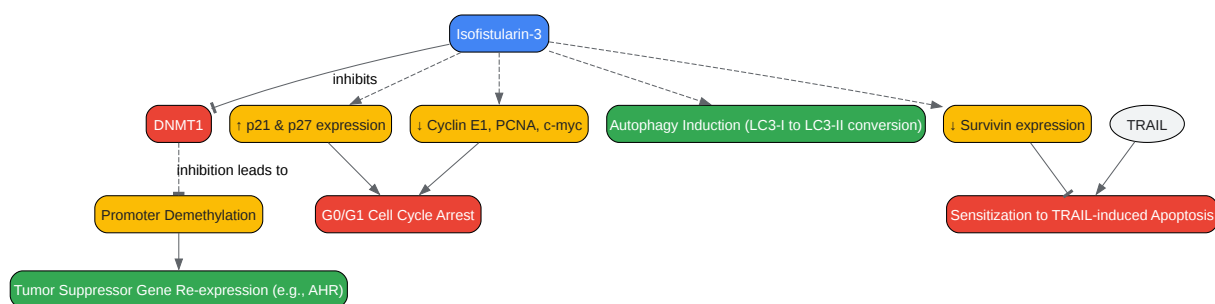 Isofistularin-3
inhibits
DNMT1
↑ p21 & p27 expression
↓ Cyclin E1, PCNA, c-myc
Autophagy Induction (LC3-I to LC3-II conversion)
↓ Survivin expression
TRAIL
inhibition leads to
Promoter Demethylation
G0/G1 Cell Cycle Arrest
Sensitization to TRAIL-induced Apoptosis
Tumor Suppressor Gene Re-expression (e.g., AHR)